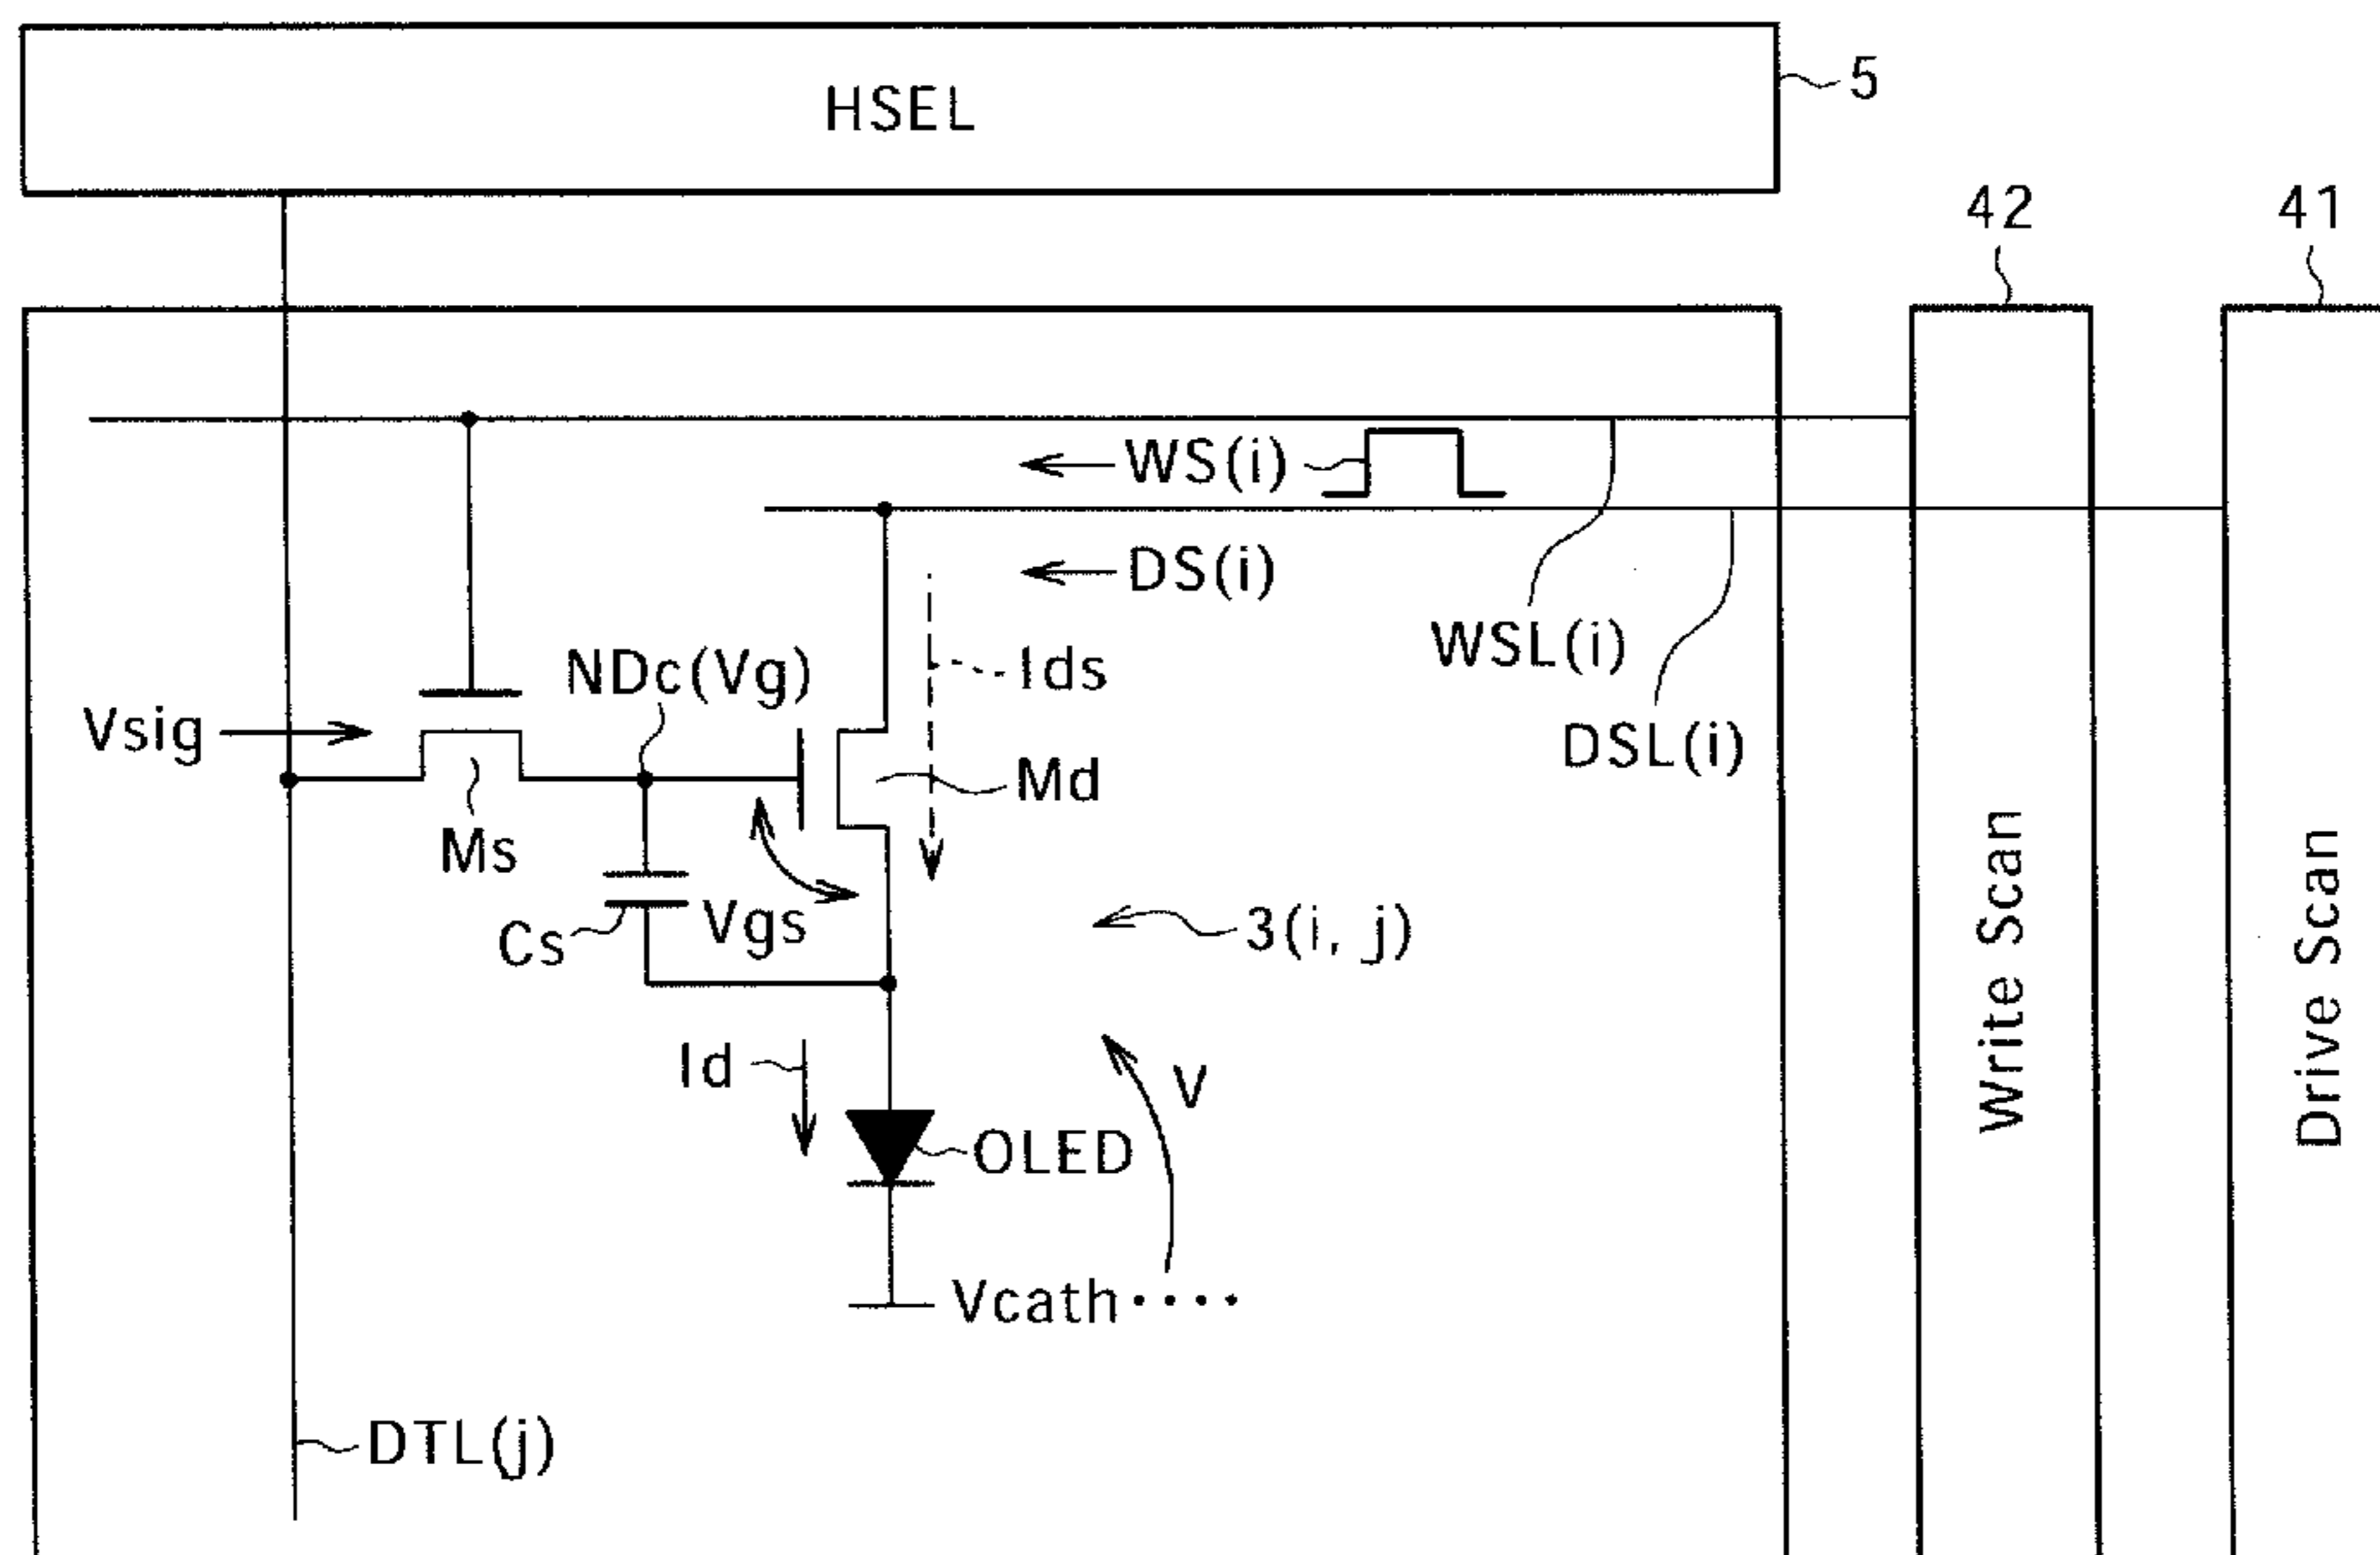 HSEL
5
42
41
WS(i)
DS(i)
WSL(i)
NDc(Vg)
Ids
Vsig
DSL(i)
Md
Ms
Cs
Vgs
3(i, j)
Write Scan
Drive Scan
Id
V
OLED
Vcath····
DTL(j)